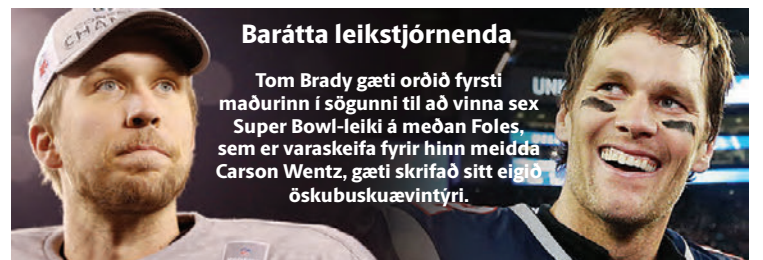 CHAM
Barátta leikstjórnenda
Tom Brady gæti orðið fyrsti
maðurinn í sögunni til að vinna sex
Super Bowl-leiki á meðan Foles,
sem er varaskeifa fyrir hinn meidda
Carson Wentz, gæti skrifað sitt eigið
öskubuskuævintýri.